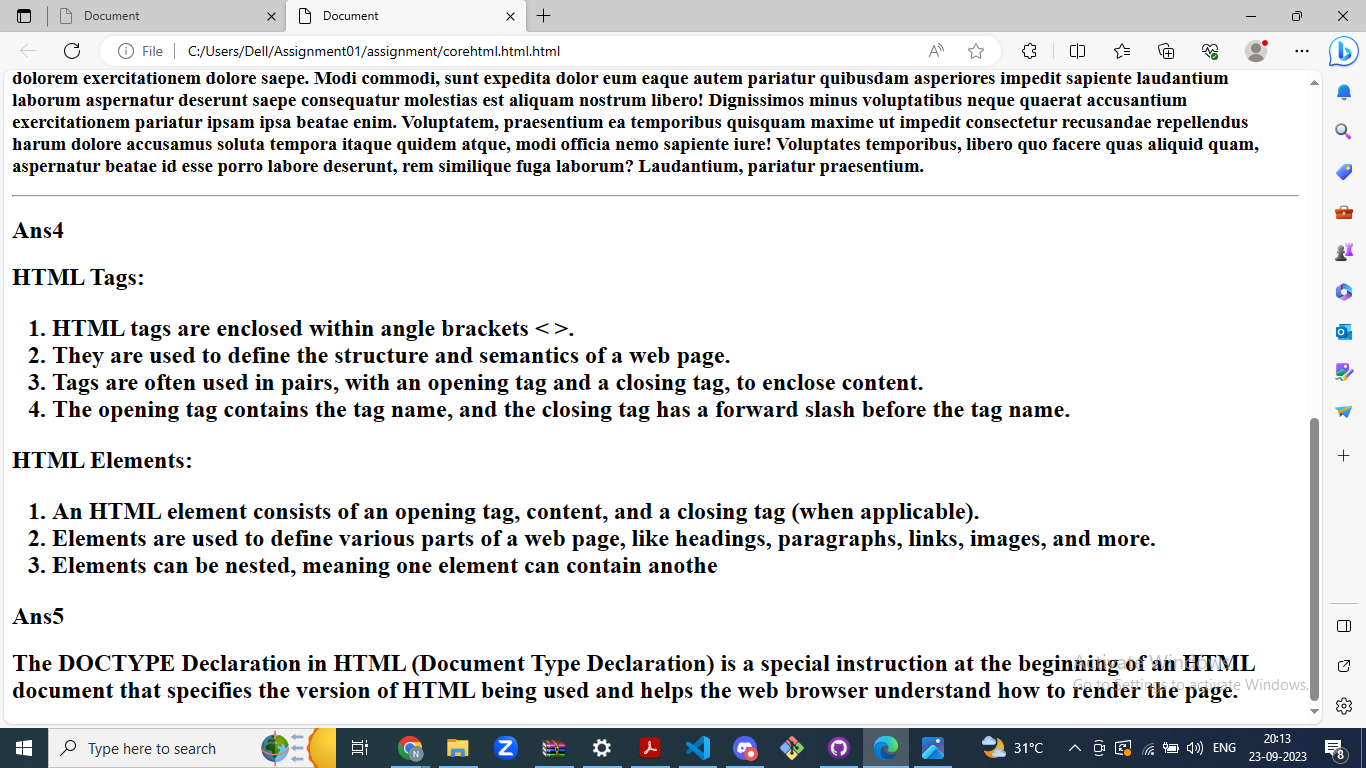 Document
Document
File
C:/Users/Dell/Assignment01/assignment/corehtml.html.html
dolorem exercitationem dolore saepe. Modi commodi, sunt expedita dolor eum eaque autem pariatur quibusdam asperiores impedit sapiente laudantium
laborum aspernatur deserunt saepe consequatur molestias est aliquam nostrum libero! Dignissimos minus voluptatibus neque quaerat accusantium
exercitationem pariatur ipsam ipsa beatae enim. Voluptatem, praesentium ea temporibus quisquam maxime ut impedit consectetur recusandae repellendus
harum dolore accusamus soluta tempora itaque quidem atque, modi officia nemo sapiente iure! Voluptates temporibus, libero quo facere quas aliquid quam,
aspernatur beatae id esse porro labore deserunt, rem similique fuga laborum? Laudantium, pariatur praesentium.
Ans4
HTML Tags:
1. HTML tags are enclosed within angle brackets < >.
2. They are used to define the structure and semantics of a web page.
3. Tags are often used in pairs, with an opening tag and a closing tag, to enclose content.
4. The opening tag contains the tag name, and the closing tag has a forward slash before the tag name.
HTML Elements:
1. An HTML element consists of an opening tag, content, and a closing tag (when applicable).
2. Elements are used to define various parts of a web page, like headings, paragraphs, links, images, and more.
3. Elements can be nested, meaning one element can contain anothe
Ans5
The DOCTYPE Declaration in HTML (Document Type Declaration) is a special instruction at the beginning of an HTML
document that specifies the version of HTML being used and helps the web browser understand how to render the page.
Activate Windows
Go to Settings to activate Windows.
Type here to search
31°C
ENG
20:13
23-09-2023
8